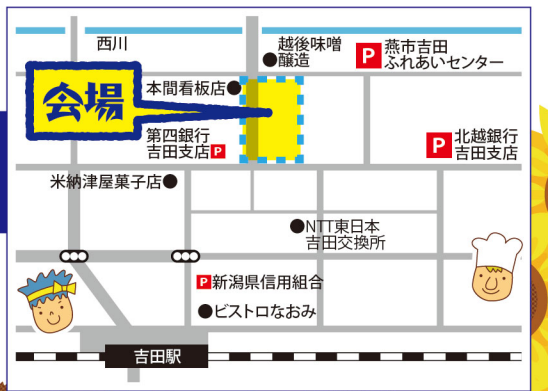 西川
越後味噌
醸造
P
燕市吉田
ふれあいセンター
会場
本間看板店
第四銀行
吉田支店
P
P
北越銀行
吉田支店
米納津屋菓子店
NTT東日本
吉田交換所
P
新潟県信用組合
ビストロなおみ
吉田駅